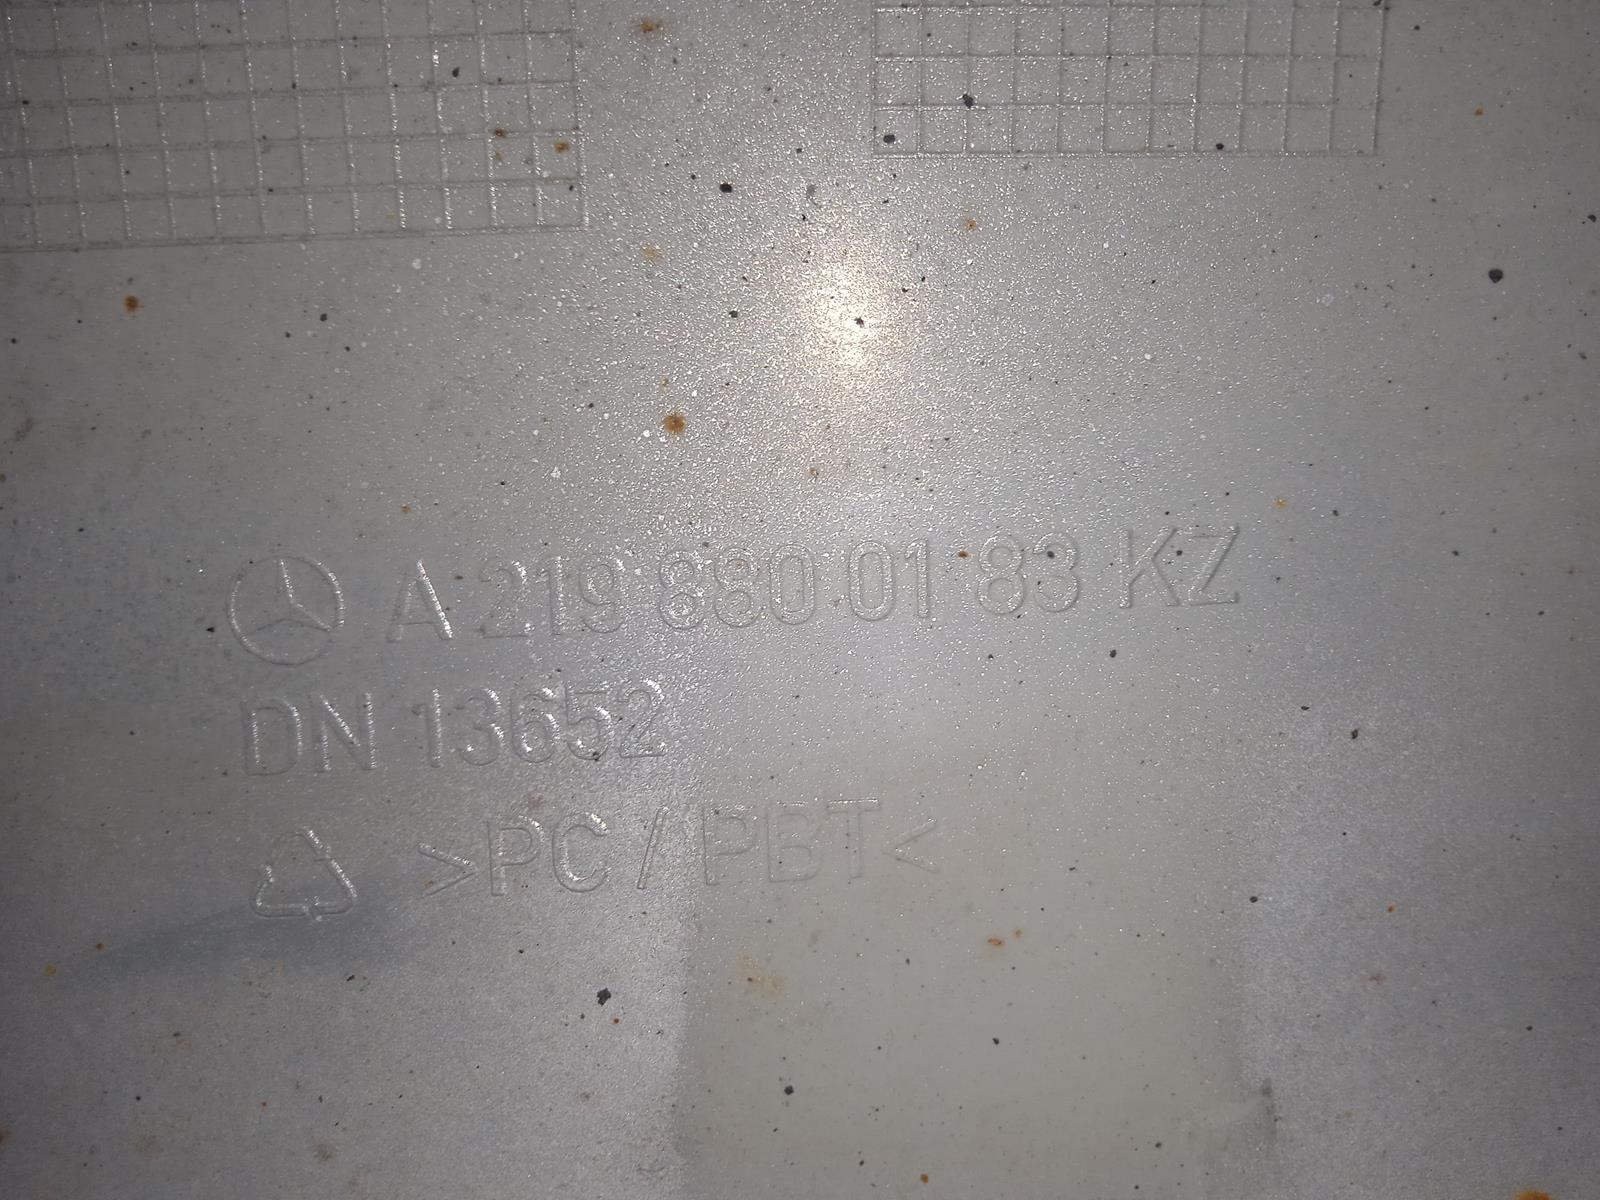 A 219 880 01 83 KZ
DN 13652
>PC / PBT<